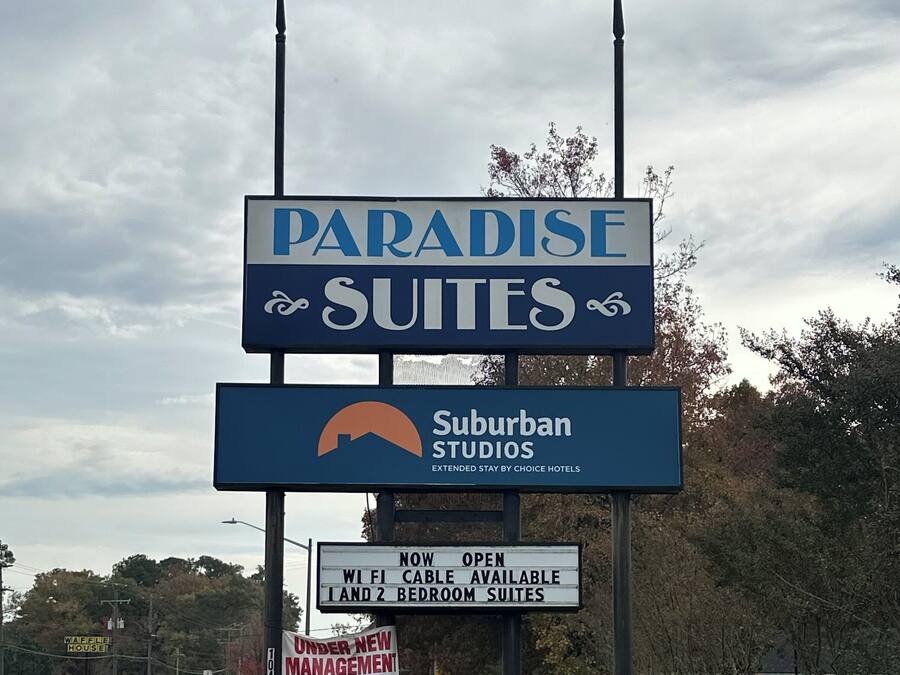 PARADISE
SUITES
Suburban
STUDIOS
EXTENDED STAY BY CHOICE HOTELS
NOW OPEN
WI FI CABLE AVAILABLE
1 AND 2 BEDROOM SUITES
UNDER NEW
MANAGEMENT
WAFFLE
HOUSE